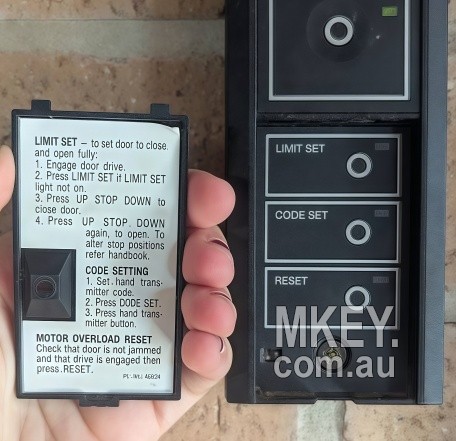 LIMIT SET – to set door to close.
and open fully:
1. Engage door drive.
2. Press LIMIT SET if LIMIT SET
light not on.
3. Press UP STOP DOWN to
close door.
4. Press UP STOP. DOWN
again, to open. To
alter stop positions
refer handbook.
CODE SETTING
1. Set. hand trans-
mitter code.
2. Press DODE SET.
3. Press hand trans-
mitter button.
MOTOR OVERLOAD RESET
Check that door is not jammed
and that drive is engaged then
press.RESET.
LIMIT SET
CODE SET
RESET
MKEY.
com.au